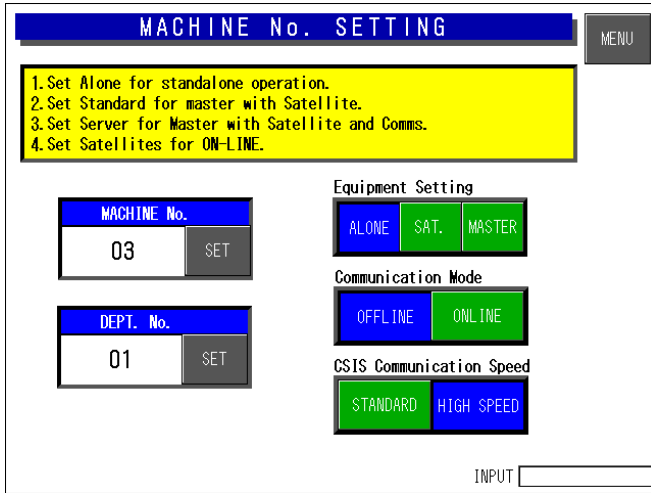 MACHINE No. SETTING
MENU
1.Set Alone for standalone operation.
2.Set Standard for master with Satellite.
3.Set Server for Master with Satellite and Comms.
4.Set Satellites for ON-LINE.
MACHINE No.
03 SET
DEPT. No.
01 SET
Equipment Setting
ALONE SAT. MASTER
Communication Mode
OFFLINE ONLINE
CSIS Communication Speed
STANDARD HIGH SPEED
INPUT